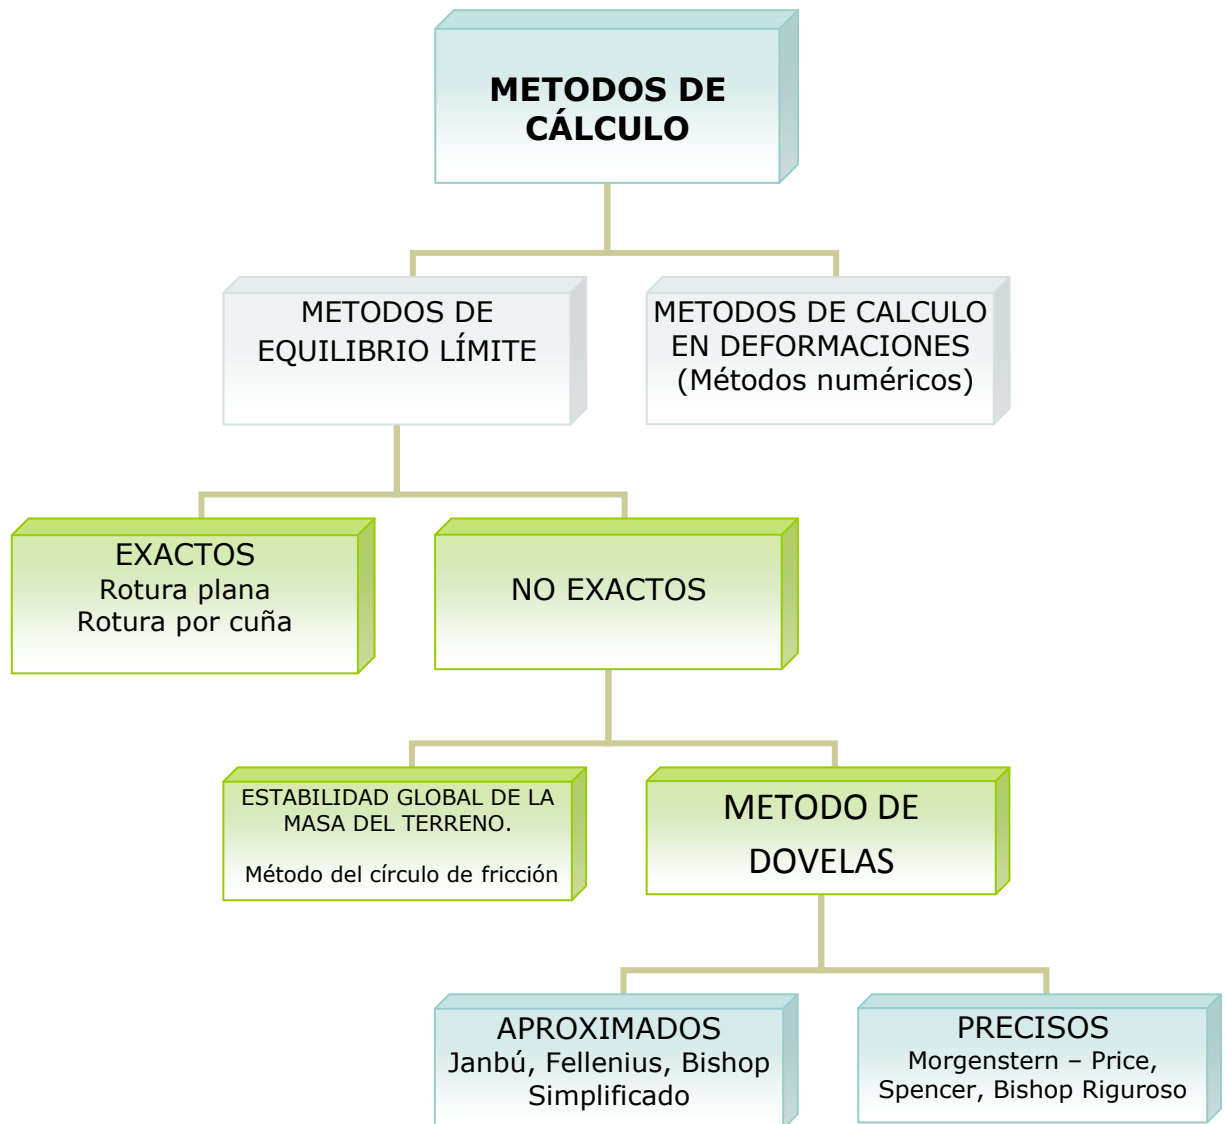 METODOS DE
CÁLCULO
METODOS DE
EQUILIBRIO LÍMITE
METODOS DE CALCULO
EN DEFORMACIONES
(Métodos numéricos)
EXACTOS
Rotura plana
Rotura por cuña
NO EXACTOS
ESTABILIDAD GLOBAL DE LA
MASA DEL TERRENO.
Método del círculo de fricción
METODO DE
DOVELAS
APROXIMADOS
Janbú, Fellenius, Bishop
Simplificado
PRECISOS
Morgenstern – Price,
Spencer, Bishop Riguroso